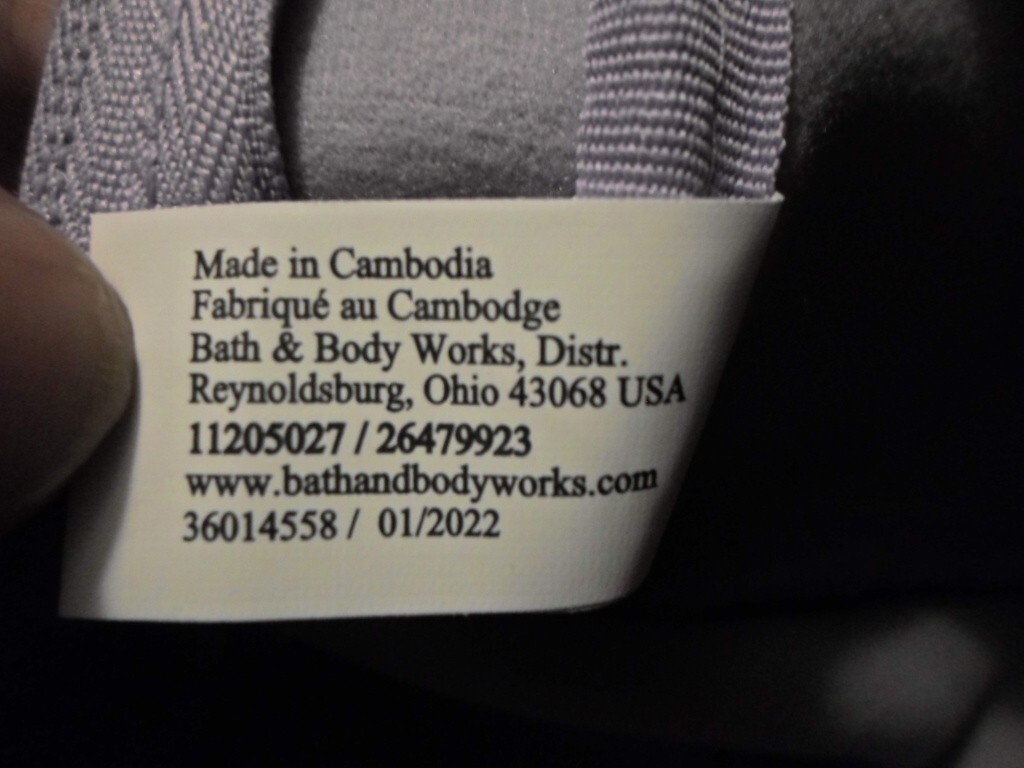 Made in Cambodia
Fabriqué au Cambodge
Bath & Body Works, Distr.
Reynoldsburg, Ohio 43068 USA
11205027 / 26479923
www.bathandbodyworks.com
36014558 / 01/2022